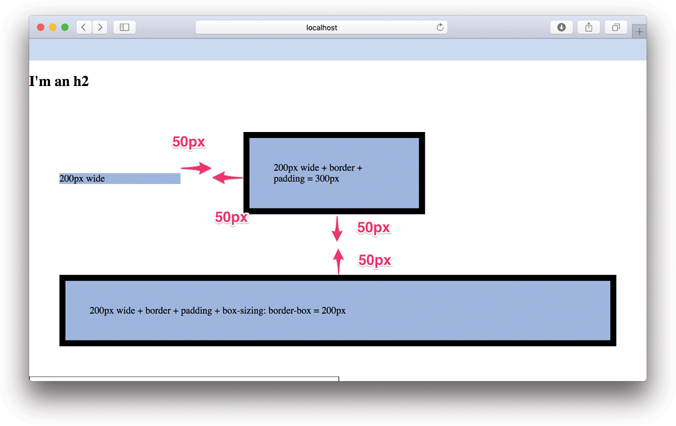 localhost
I'm an h2
50px
200px wide + border +
padding = 300px
200px wide
50px
50px
50px
200px wide + border + padding + box-sizing: border-box = 200px